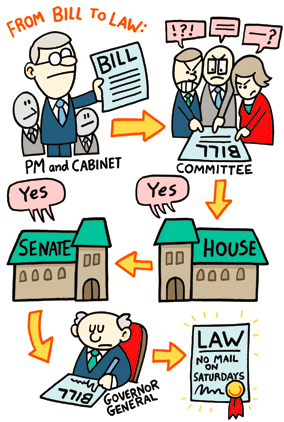 FROM BILL TO LAW:
BILL
PM and CABINET
!?!
—?
BILL
COMMITTEE
Yes
Yes
SENATE
HOUSE
BILL
GOVERNOR
GENERAL
LAW
NO MAIL
ON
SATURDAYS